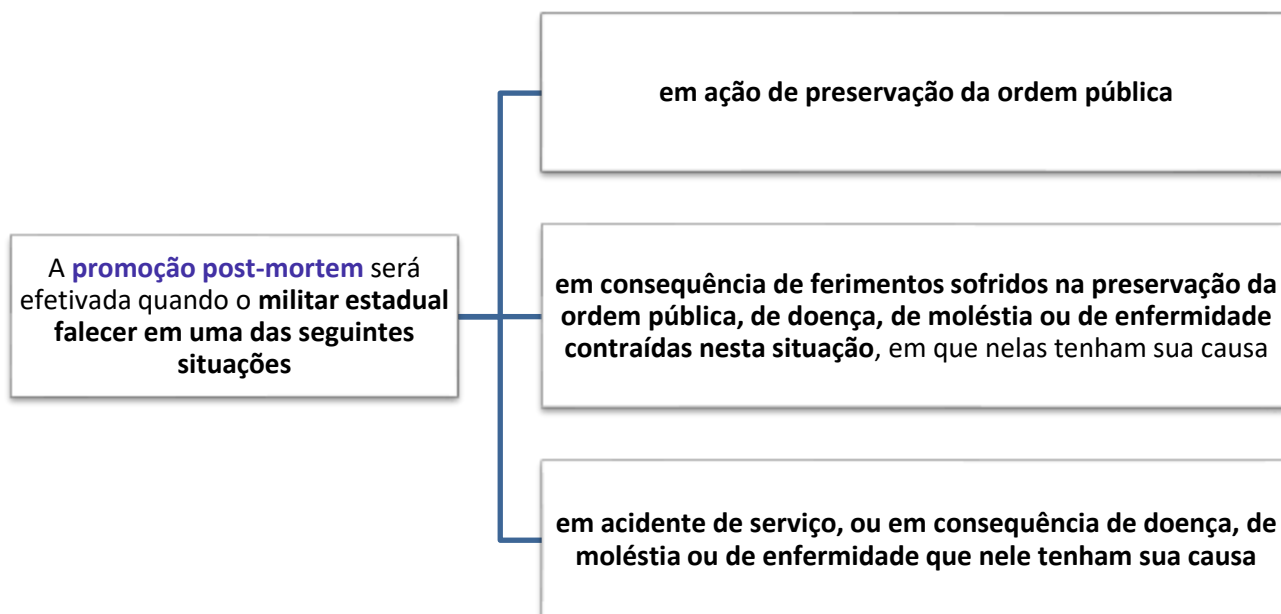 A promoção post-mortem será
efetivada quando o militar estadual
falecer em uma das seguintes
situações
em ação de preservação da ordem pública
em consequência de ferimentos sofridos na preservação da
ordem pública, de doença, de moléstia ou de enfermidade
contraídas nesta situação, em que nelas tenham sua causa
em acidente de serviço, ou em consequência de doença, de
moléstia ou de enfermidade que nele tenham sua causa